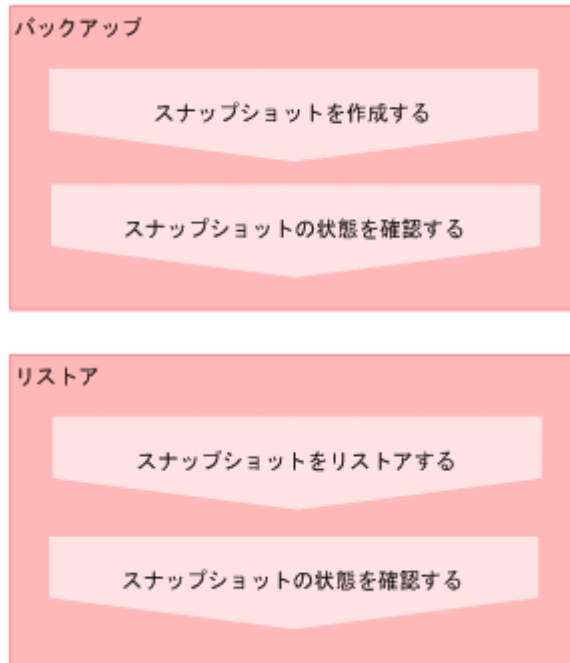 バックアップ
スナップショットを作成する
スナップショットの状態を確認する
リストア
スナップショットをリストアする
スナップショットの状態を確認する